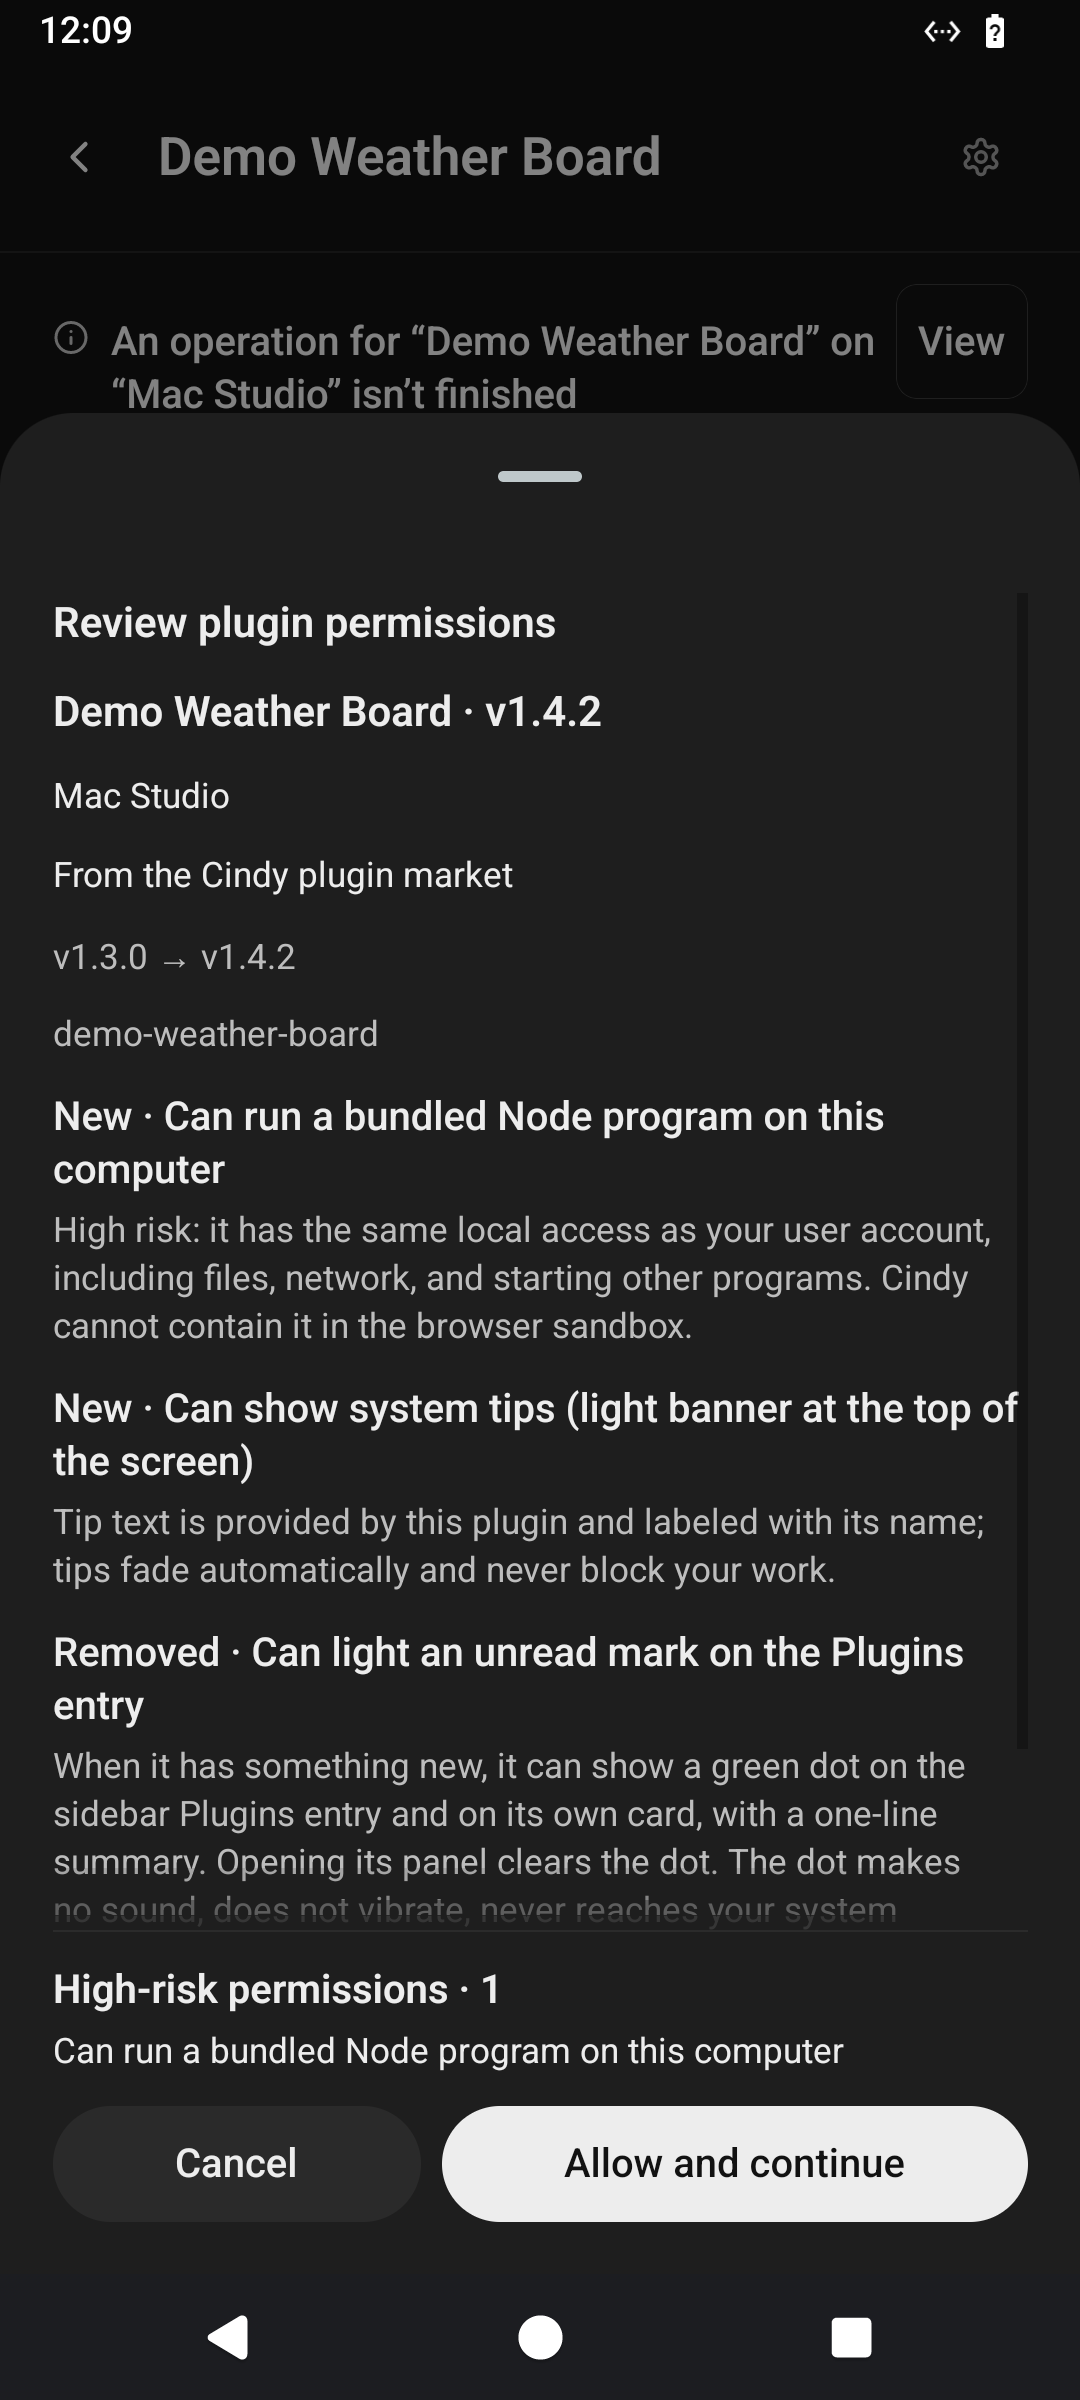 12:09
Demo Weather Board
An operation for “Demo Weather Board” on
“Mac Studio” isn’t finished
View
Review plugin permissions
Demo Weather Board · v1.4.2
Mac Studio
From the Cindy plugin market
v1.3.0 → v1.4.2
demo-weather-board
New · Can run a bundled Node program on this
computer
High risk: it has the same local access as your user account,
including files, network, and starting other programs. Cindy
cannot contain it in the browser sandbox.
New · Can show system tips (light banner at the top of
the screen)
Tip text is provided by this plugin and labeled with its name;
tips fade automatically and never block your work.
Removed · Can light an unread mark on the Plugins
entry
When it has something new, it can show a green dot on the
sidebar Plugins entry and on its own card, with a one-line
summary. Opening its panel clears the dot. The dot makes
no sound, does not vibrate, never reaches your system
High-risk permissions · 1
Can run a bundled Node program on this computer
Cancel
Allow and continue